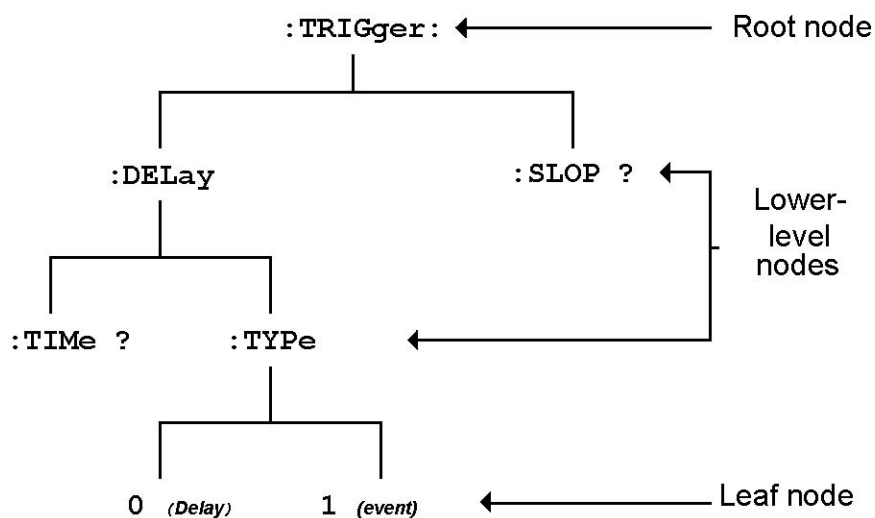 :TRIGger: Root node
:DELay :SLOP ?
Lower-
level
nodes
:TIMe ? :TYPe
0 (Delay) 1 (event) Leaf node